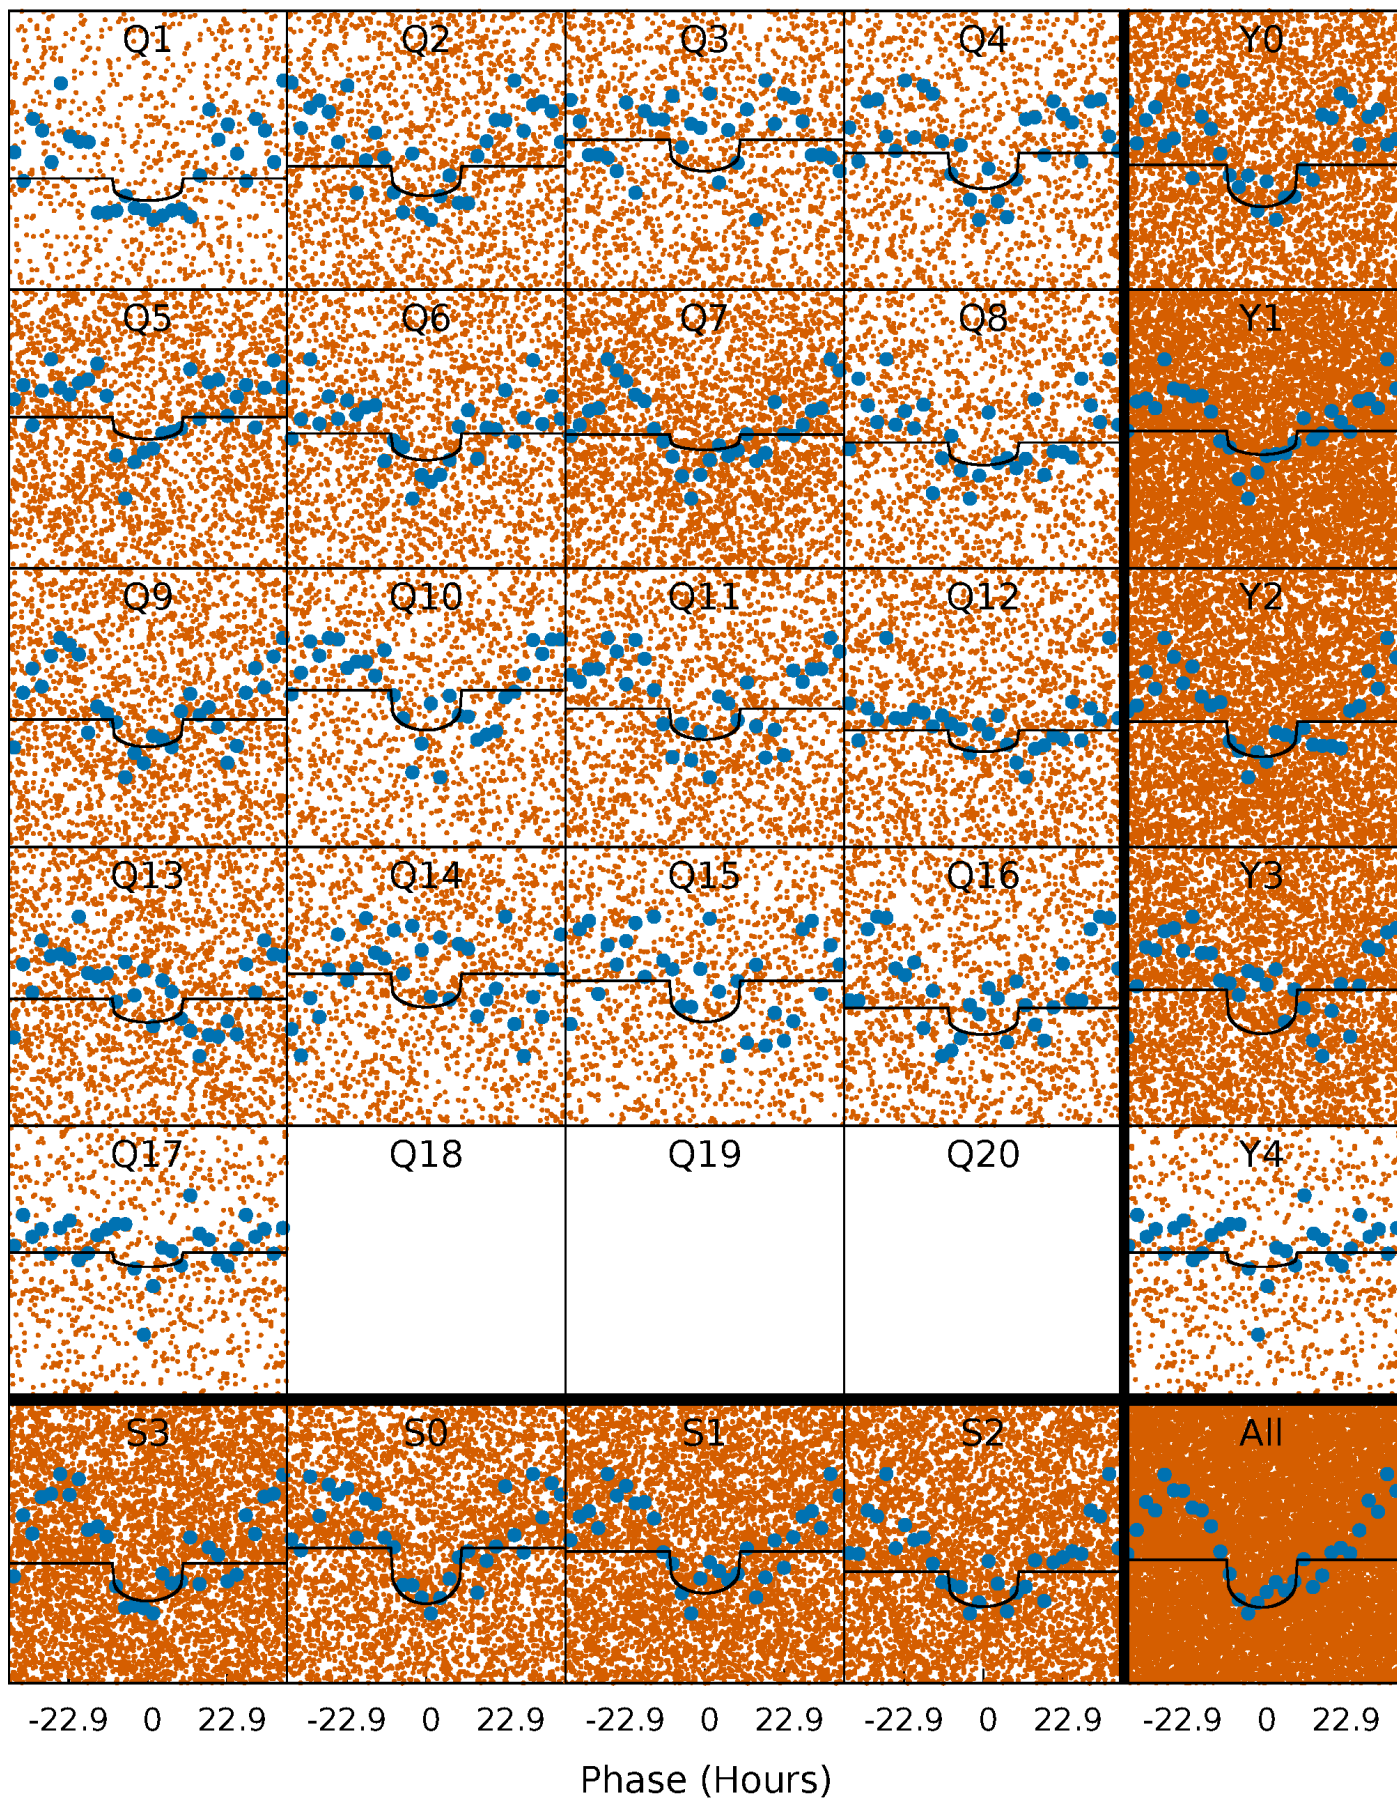 Q1 Q2 Q3 Q4 Y0
Q5 Q6 Q7 Q8 Y1
Q9 Q10 Q11 Q12 Y2
Q13 Q14 Q15 Q16 Y3
Q17 Q18 Q19 Q20 Y4
S3 S0 S1 S2 All
-22.9 0 22.9 -22.9 0 22.9 -22.9 0 22.9 -22.9 0 22.9 -22.9 0 22.9
Phase (Hours)